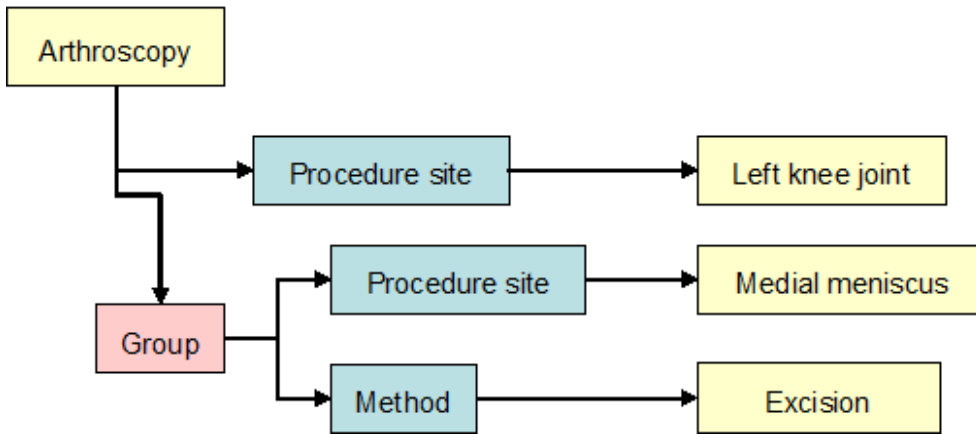 Arthroscopy
Procedure site
Left knee joint
Procedure site
Medial meniscus
Group
Method
Excision